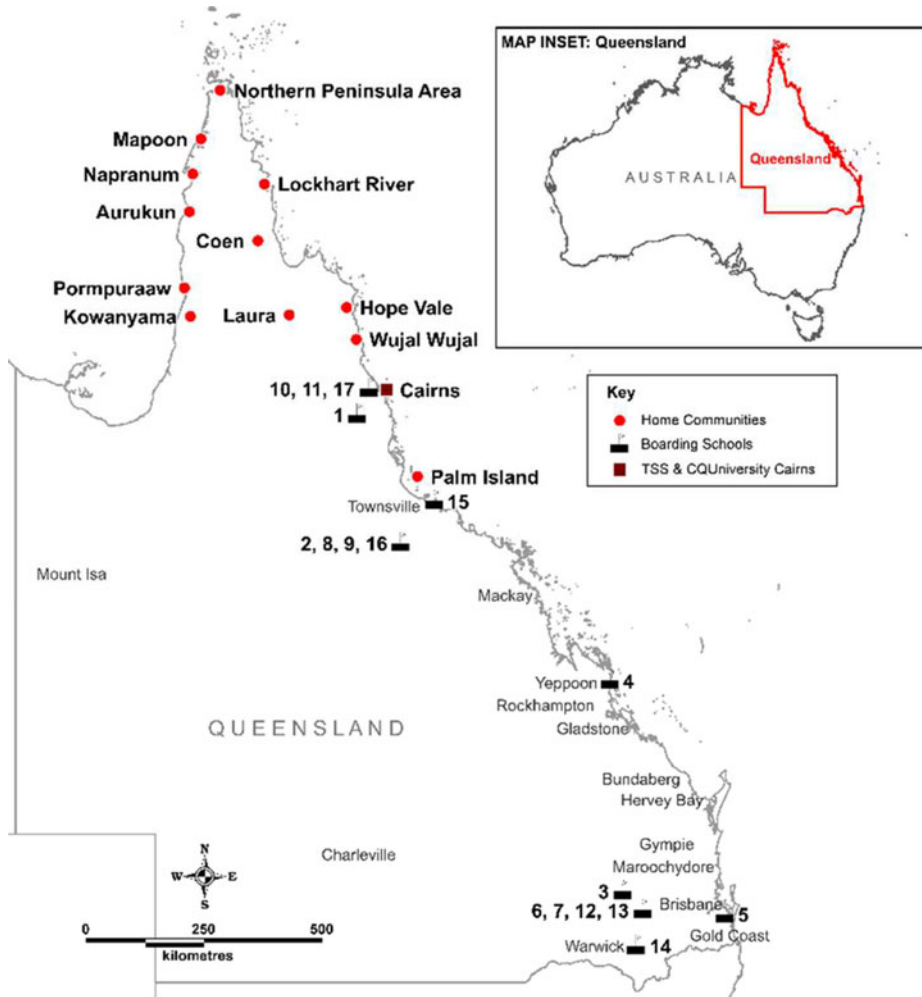 MAP INSET: Queensland
Queensland
AUSTRALIA
Northern Peninsula Area
Mapoon
Napranum
Lockhart River
Aurukun
Coen
Pormpuraaw
Hope Vale
Kowanyama
Laura
Wujal Wujal
10, 11, 17
Cairns
1
Key
Home Communities
Boarding Schools
TSS & CQUniversity Cairns
Palm Island
Townsville
15
2, 8, 9, 16
Mount Isa
Mackay
Yeppoon
4
Rockhampton
QUEENSLAND
Gladstone
Bundaberg
Hervey Bay
Gympie
Charleville
Maroochydore
3
6, 7, 12, 13
Brisbane
5
Gold Coast
Warwick
14
N
W
E
S
0
250
500
kilometres